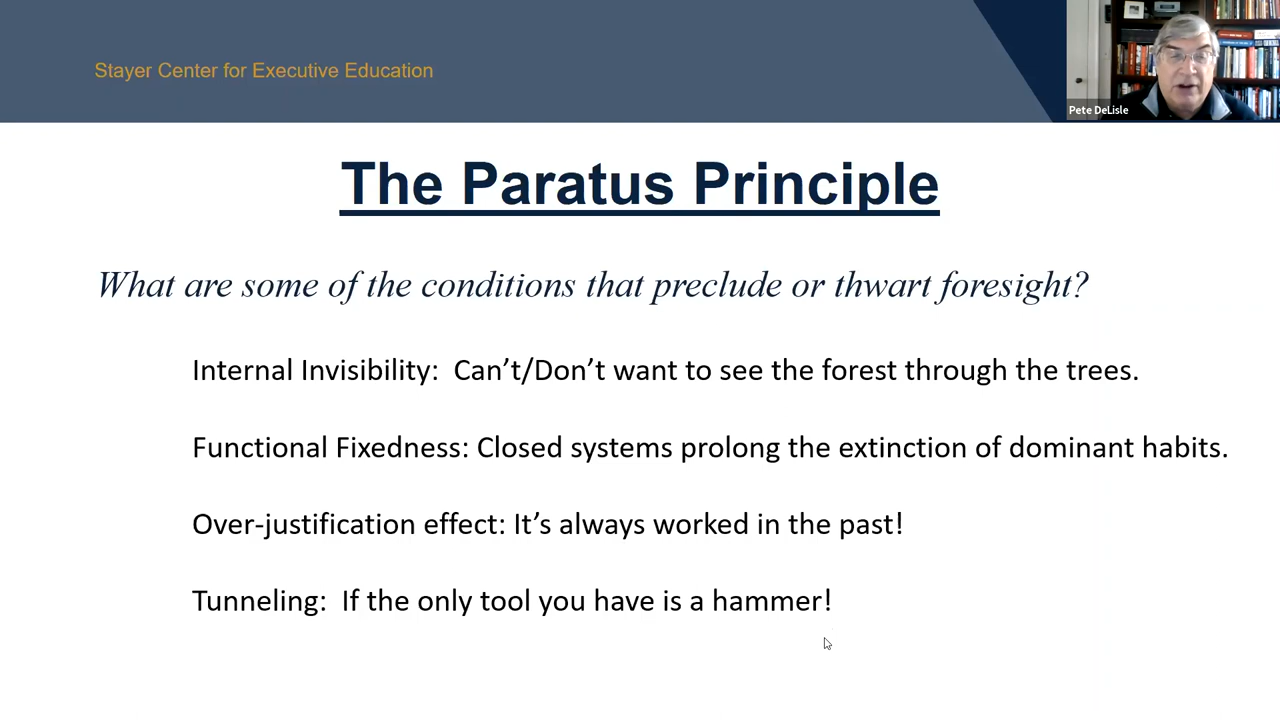 Stayer Center for Executive Education
Pete DeLisle
The Paratus Principle
What are some of the conditions that preclude or thwart foresight?
Internal Invisibility:  Can’t/Don’t want to see the forest through the trees.
Functional Fixedness: Closed systems prolong the extinction of dominant habits.
Over-justification effect: It’s always worked in the past!
Tunneling:  If the only tool you have is a hammer!